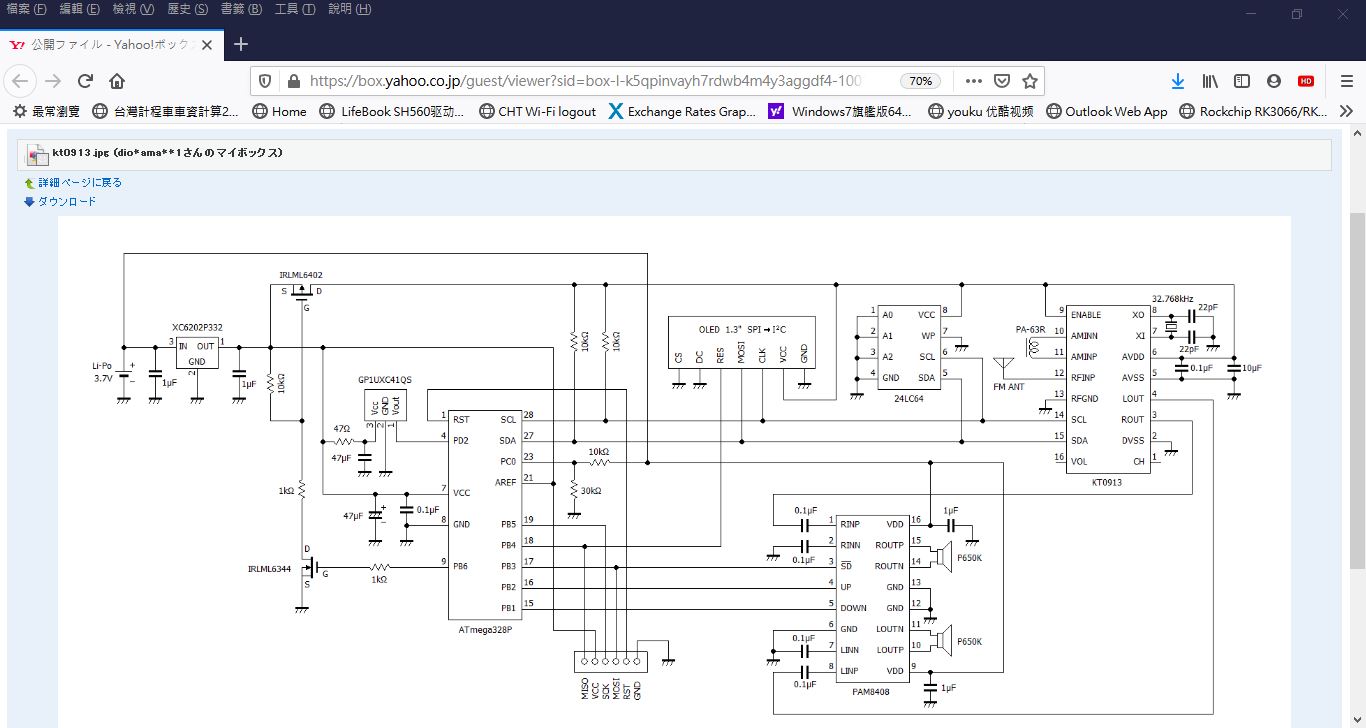 檔案 (F) 編輯 (E) 檢視 (V) 歷史 (S) 書籤 (B) 工具 (T) 說明 (H)
公開ファイル - Yahoo!ボック
https://box.yahoo.co.jp/guest/viewer?sid=box-l-k5qpinvayh7rdwb4m4y3aggdf4-100
70%
HD
最常瀏覽 台灣計程車車資計算2... Home LifeBook SH560驱动... CHT Wi-Fi logout Exchange Rates Grap... Windows7旗艦版64... youku 优酷视频 Outlook Web App Rockchip RK3066/RK...
kt0913.jpg (dio*ama**1さんのマイボックス)
詳細ページに戻る
ダウンロード
IRLML6402
S D
G
XC6202P332
3 IN OUT 1
GND
2
Li-Po
3.7V
+
−
1μF
1μF
10kΩ
GP1UXC41QS
Vcc
GND
Vout
3 2 1
47Ω
47μF
1kΩ
47μF
+
−
0.1μF
D
IRLML6344
G
S
1kΩ
1 RST SCL 28
4 PD2 SDA 27
PC0 23
AREF 21
7 VCC
8 GND PB5 19
PB4 18
9 PB6 PB3 17
PB2 16
PB1 15
ATmega328P
10kΩ
10kΩ
10kΩ
30kΩ
MISO
VCC
SCK
MOSI
RST
GND
OLED 1.3" SPI→I²C
CS
DC
RES
MOSI
CLK
VCC
GND
1 A0 VCC 8
2 A1 WP 7
3 A2 SCL 6
4 GND SDA 5
24LC64
PA-63R
FM ANT
32.768kHz
22pF
22pF
0.1μF
10μF
9 ENABLE XO 8
10 AMINN XI 7
11 AMINP AVDD 6
12 RFINP AVSS 5
13 RFGND LOUT 4
14 SCL ROUT 3
15 SDA DVSS 2
16 VOL CH 1
KT0913
0.1μF
0.1μF
0.1μF
0.1μF
1 RINP VDD 16
2 RINN ROUTP 15
3 SD ROUTN 14
4 UP GND 13
5 DOWN GND 12
6 GND LOUTN 11
7 LINN LOUTP 10
8 LINP VDD 9
PAM8408
1μF
P650K
P650K
1μF